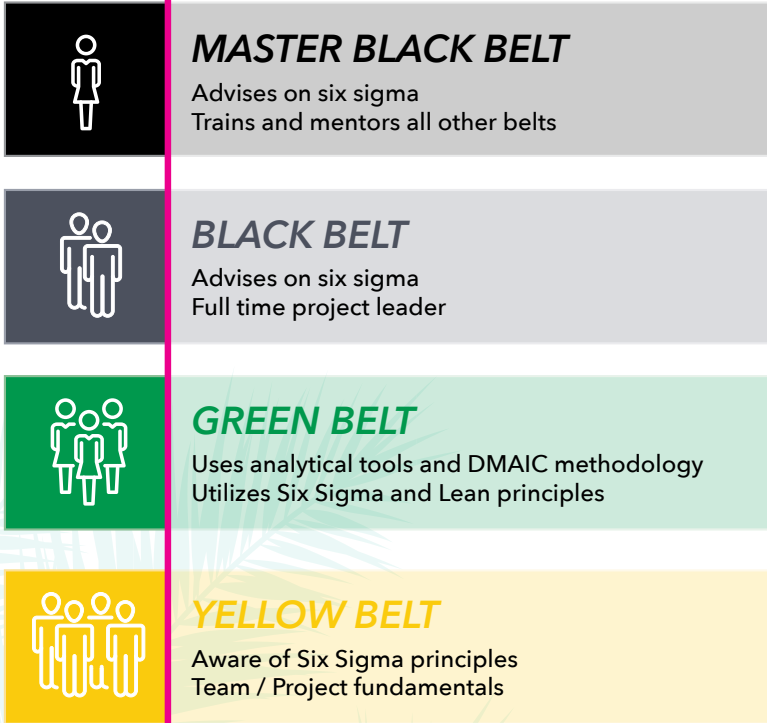 MASTER BLACK BELT
Advises on six sigma
Trains and mentors all other belts
BLACK BELT
Advises on six sigma
Full time project leader
GREEN BELT
Uses analytical tools and DMAIC methodology
Utilizes Six Sigma and Lean principles
YELLOW BELT
Aware of Six Sigma principles
Team / Project fundamentals